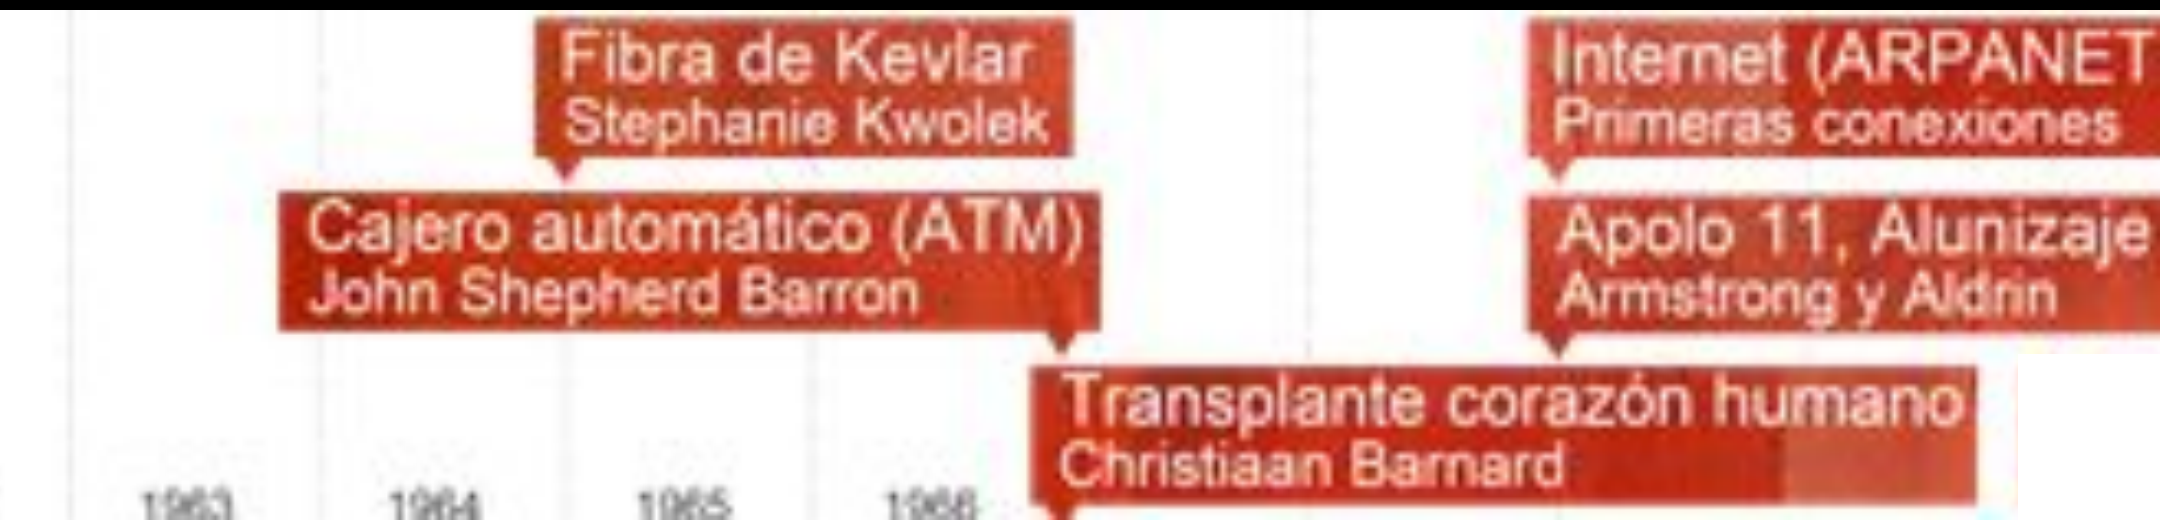 Fibra de Kevlar
Stephanie Kwolek
Internet (ARPANET
Primeras conexiones
Cajero automático (ATM)
John Shepherd Barron
Apolo 11, Alunizaje
Armstrong y Aldrin
Transplante corazón humano
Christiaan Barnard
1963 1964 1965 1966